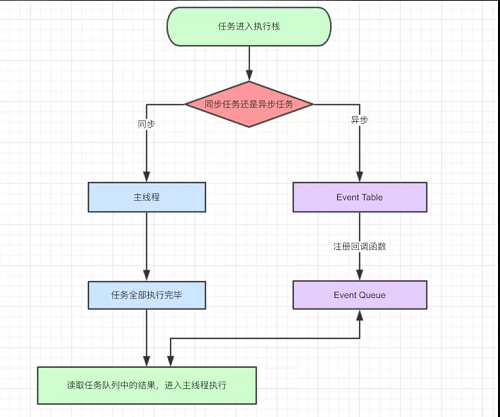 任务进入执行栈
同步任务还是异步任务
同步
异步
主线程
Event Table
注册回调函数
任务全部执行完毕
Event Queue
读取任务队列中的结果，进入主线程执行